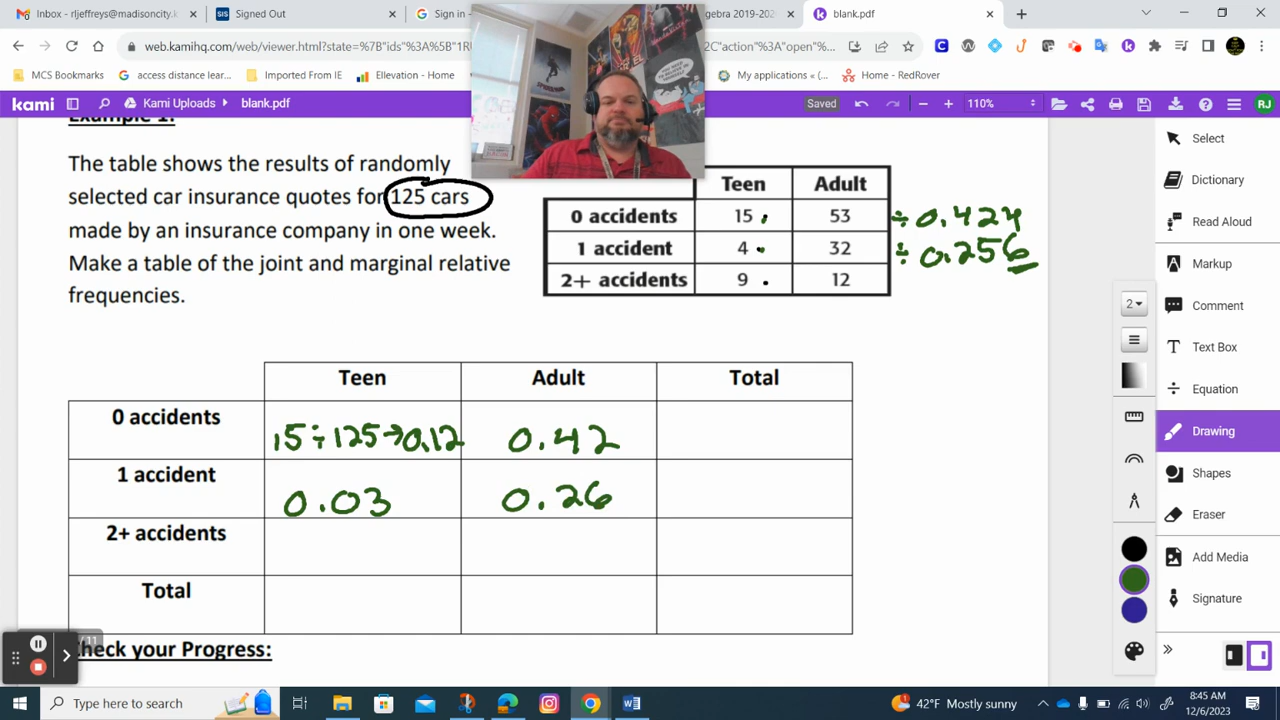 Inbox - rljeffreys@madisoncity.k
Signed Out
Sign in -
gebra 2019-202
blank.pdf
web.kamihq.com/web/viewer.html?state=%7B"ids"%3A%5B"1R
C"action"%3A"open"%...
MCS Bookmarks
access distance lear...
Imported From IE
Ellevation - Home
My applications « (...
Home - RedRover
kami
Kami Uploads
blank.pdf
Saved
110%
RJ
Example 1:
The table shows the results of randomly
selected car insurance quotes for 125 cars
made by an insurance company in one week.
Make a table of the joint and marginal relative
frequencies.
Teen Adult
0 accidents 15 53 ÷ 0.424
1 accident 4 32 ÷ 0.256
2+ accidents 9 12
Teen Adult Total
0 accidents 15÷125→0.12 0.42
1 accident 0.03 0.26
2+ accidents
Total
Check your Progress:
Select
Dictionary
Read Aloud
Markup
Comment
Text Box
Equation
Drawing
Shapes
Eraser
Add Media
Signature
2
Type here to search
42°F Mostly sunny
8:45 AM
12/6/2023